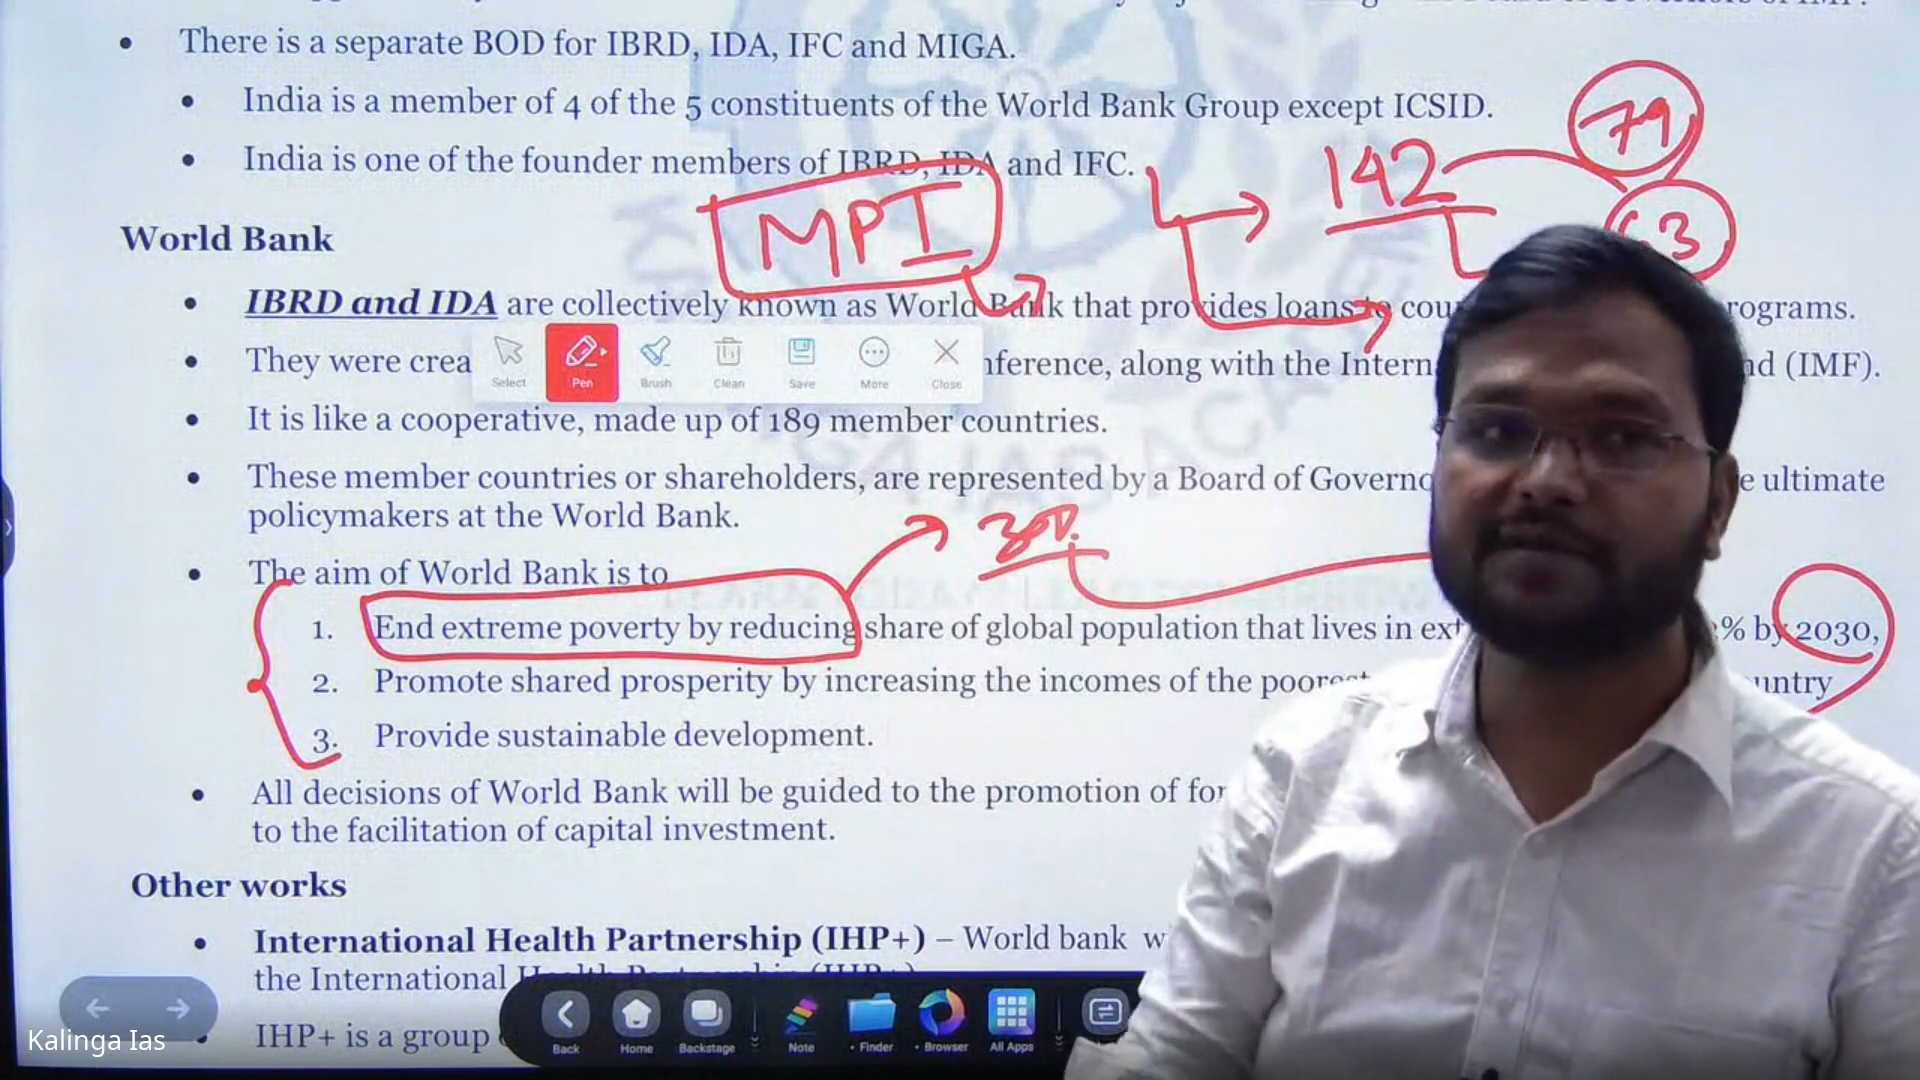 • There is a separate BOD for IBRD, IDA, IFC and MIGA.
• India is a member of 4 of the 5 constituents of the World Bank Group except ICSID.
• India is one of the founder members of IBRD, IDA and IFC.
142
79
63
MPI
World Bank
• IBRD and IDA are collectively known as World Bank that provides loans to cou rograms.
• They were crea nference, along with the Intern nd (IMF).
Select Pen Brush Clean Save More Close
• It is like a cooperative, made up of 189 member countries.
• These member countries or shareholders, are represented by a Board of Governo e ultimate
policymakers at the World Bank.
• The aim of World Bank is to
1. End extreme poverty by reducing share of global population that lives in ext % by 2030,
2. Promote shared prosperity by increasing the incomes of the poorest untry
3. Provide sustainable development.
• All decisions of World Bank will be guided to the promotion of for
to the facilitation of capital investment.
Other works
• International Health Partnership (IHP+) – World bank w
the International Health Partnership (IHP+)
• IHP+ is a group
Back Home Backstage Note • Finder • Browser All Apps
Kalinga Ias